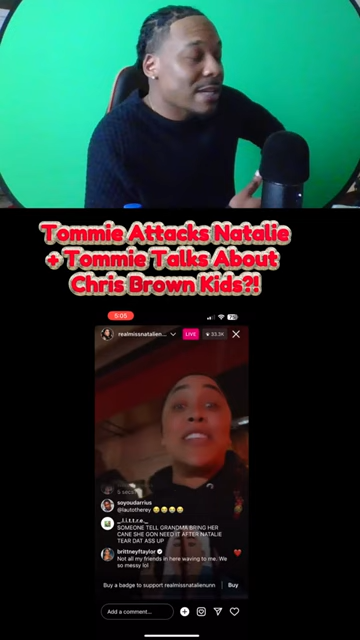 Tommie Attacks Natalie
+ Tommie Talks About
Chris Brown Kids?!
5:05
realmissnatalien...
LIVE
33.3K
soyoudarrius
@lautotherey 😂😂😂😂
SOMEONE TELL GRANDMA BRING HER
CANE SHE GON NEED IT AFTER NATALIE
TEAR DAT ASS UP
brittneyftaylor
Not all my friends in here waving to me. We
so messy lol
Buy a badge to support realmissnatalienunn
Buy
Add a comment...